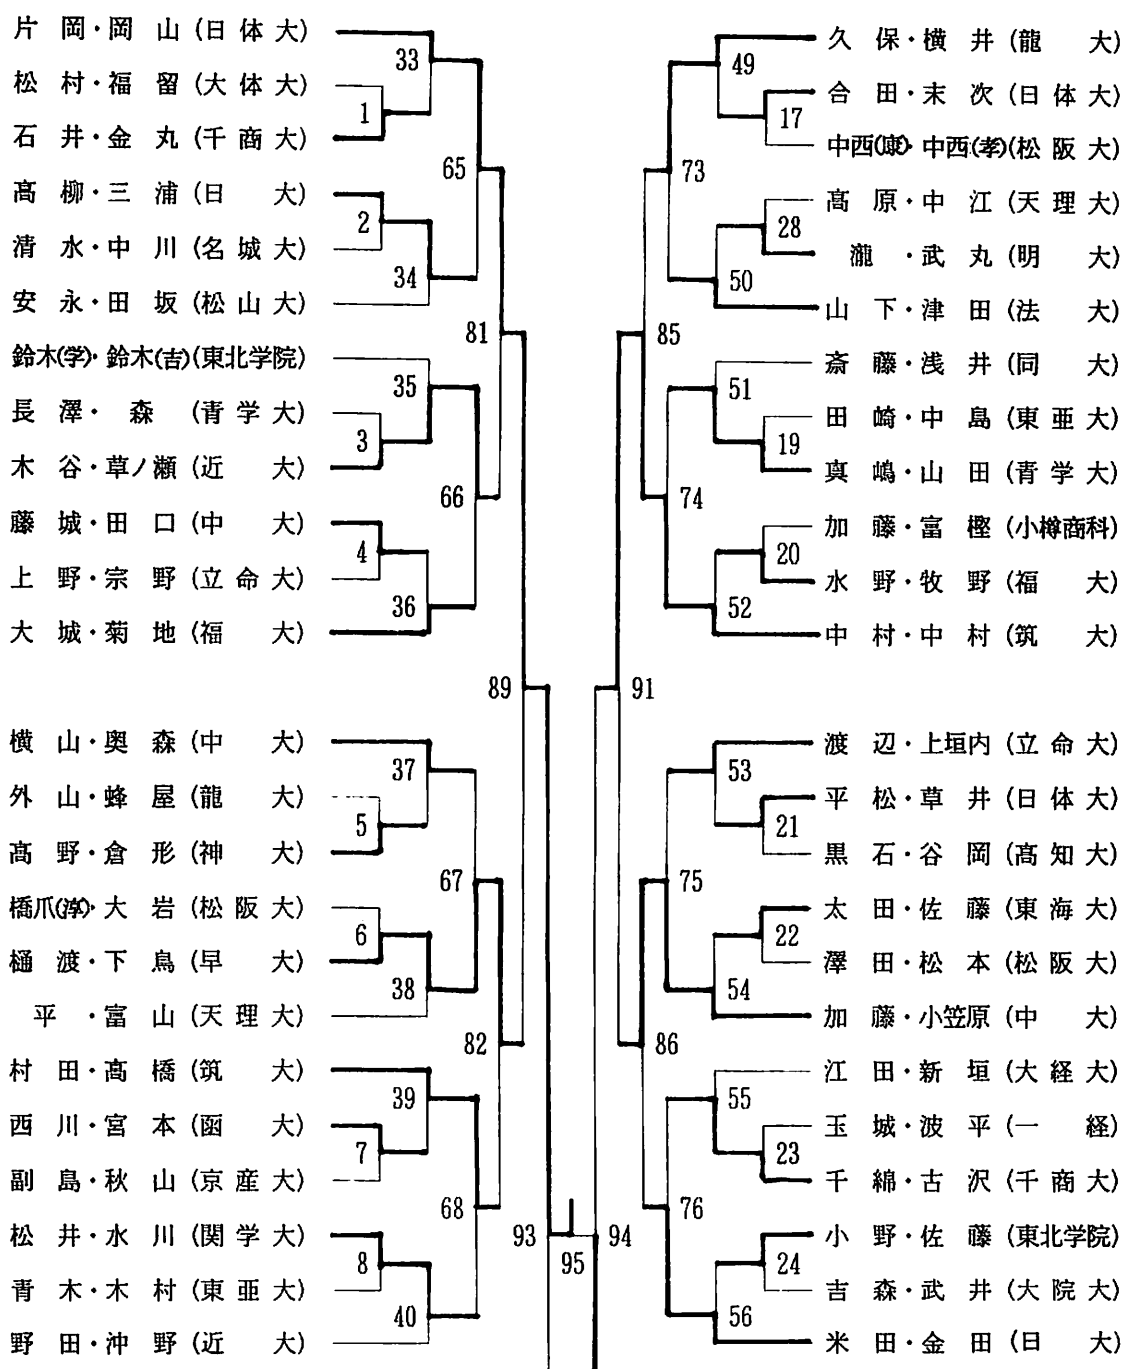 片岡・岡山(日体大)
松村・福留(大体大)
石井・金丸(千商大)
髙柳・三浦(日大)
清水・中川(名城大)
安永・田坂(松山大)
鈴木(学)・鈴木(吉)(東北学院)
長澤・森(青学大)
木谷・草ノ瀬(近大)
藤城・田口(中大)
上野・宗野(立命大)
大城・菊地(福大)
横山・奥森(中大)
外山・蜂屋(龍大)
髙野・倉形(神大)
橋爪(淳)・大岩(松阪大)
樋渡・下鳥(早大)
平・富山(天理大)
村田・髙橋(筑大)
西川・宮本(函大)
副島・秋山(京産大)
松井・水川(関学大)
青木・木村(東亜大)
野田・沖野(近大)
33
1
65
2
34
81
35
3
66
4
36
89
37
5
67
6
38
82
39
7
68
8
40
93
95
94
久保・横井(龍大)
合田・末次(日体大)
中西(康)・中西(孝)(松阪大)
髙原・中江(天理大)
瀧・武丸(明大)
山下・津田(法大)
斎藤・浅井(同大)
田崎・中島(東亜大)
真嶋・山田(青学大)
加藤・富樫(小樽商科)
水野・牧野(福大)
中村・中村(筑大)
渡辺・上垣内(立命大)
平松・草井(日体大)
黒石・谷岡(髙知大)
太田・佐藤(東海大)
澤田・松本(松阪大)
加藤・小笠原(中大)
江田・新垣(大経大)
玉城・波平(一経)
千綿・古沢(千商大)
小野・佐藤(東北学院)
吉森・武井(大院大)
米田・金田(日大)
49
17
73
28
50
85
51
19
74
20
52
91
53
21
75
22
54
86
55
23
76
24
56